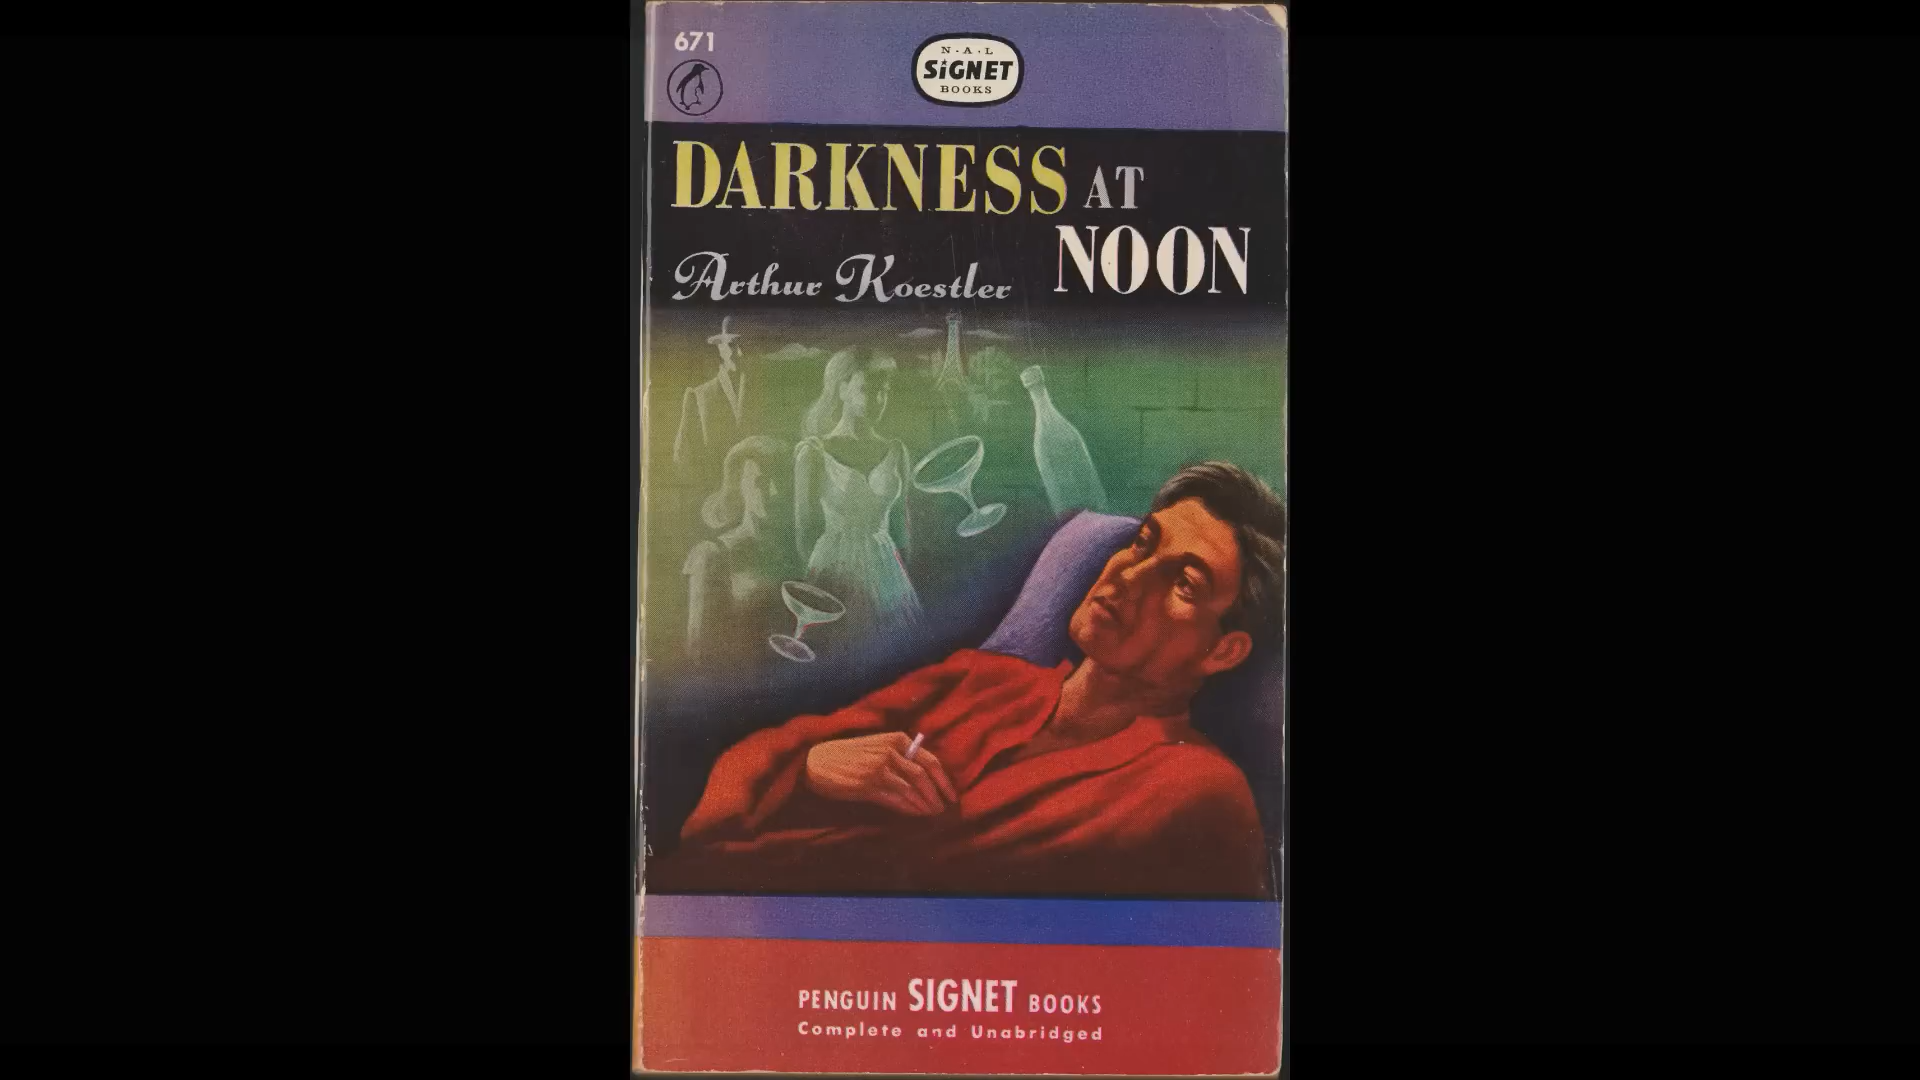 671
N·A·L
SiGNET
BOOKS
DARKNESS AT
NOON
Arthur Koestler
PENGUIN SIGNET BOOKS
Complete and Unabridged